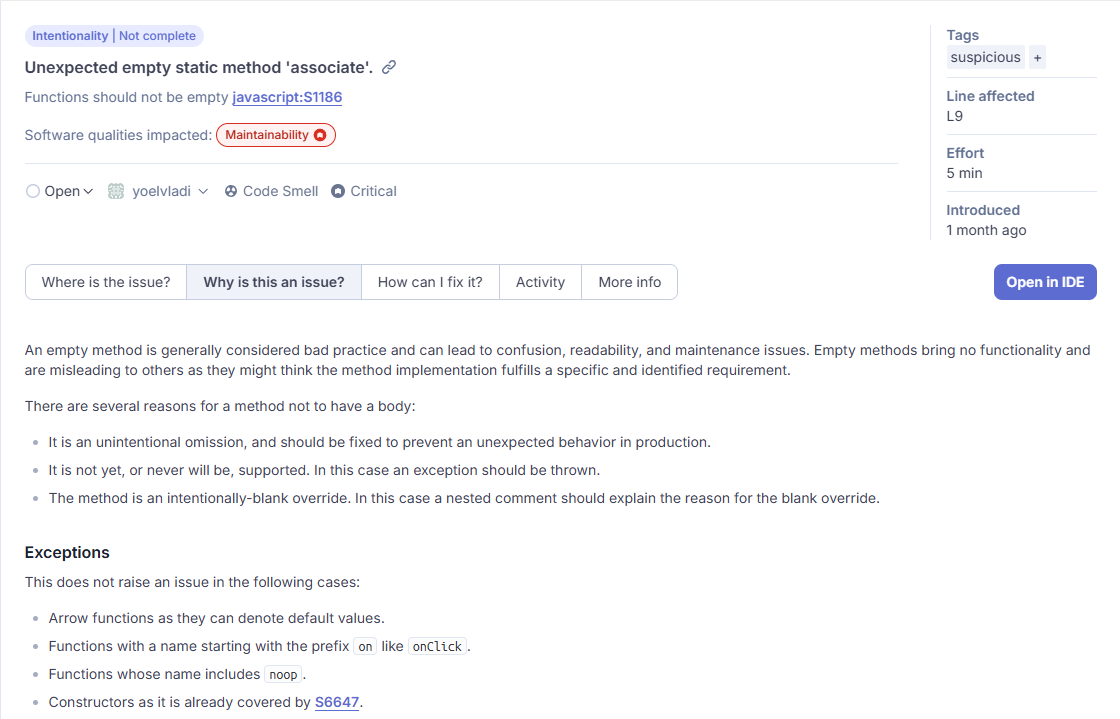 Intentionality | Not complete
Unexpected empty static method 'associate'.
Functions should not be empty javascript:S1186
Software qualities impacted: Maintainability
Open yoelvladi Code Smell Critical
Tags
suspicious +
Line affected
L9
Effort
5 min
Introduced
1 month ago
Where is the issue? Why is this an issue? How can I fix it? Activity More info
Open in IDE
An empty method is generally considered bad practice and can lead to confusion, readability, and maintenance issues. Empty methods bring no functionality and
are misleading to others as they might think the method implementation fulfills a specific and identified requirement.
There are several reasons for a method not to have a body:
It is an unintentional omission, and should be fixed to prevent an unexpected behavior in production.
It is not yet, or never will be, supported. In this case an exception should be thrown.
The method is an intentionally-blank override. In this case a nested comment should explain the reason for the blank override.
Exceptions
This does not raise an issue in the following cases:
Arrow functions as they can denote default values.
Functions with a name starting with the prefix on like onClick.
Functions whose name includes noop.
Constructors as it is already covered by S6647.